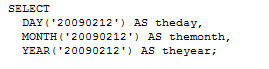 SELECT
DAY('20090212') AS theday,
MONTH('20090212') AS themonth,
YEAR('20090212') AS theyear;